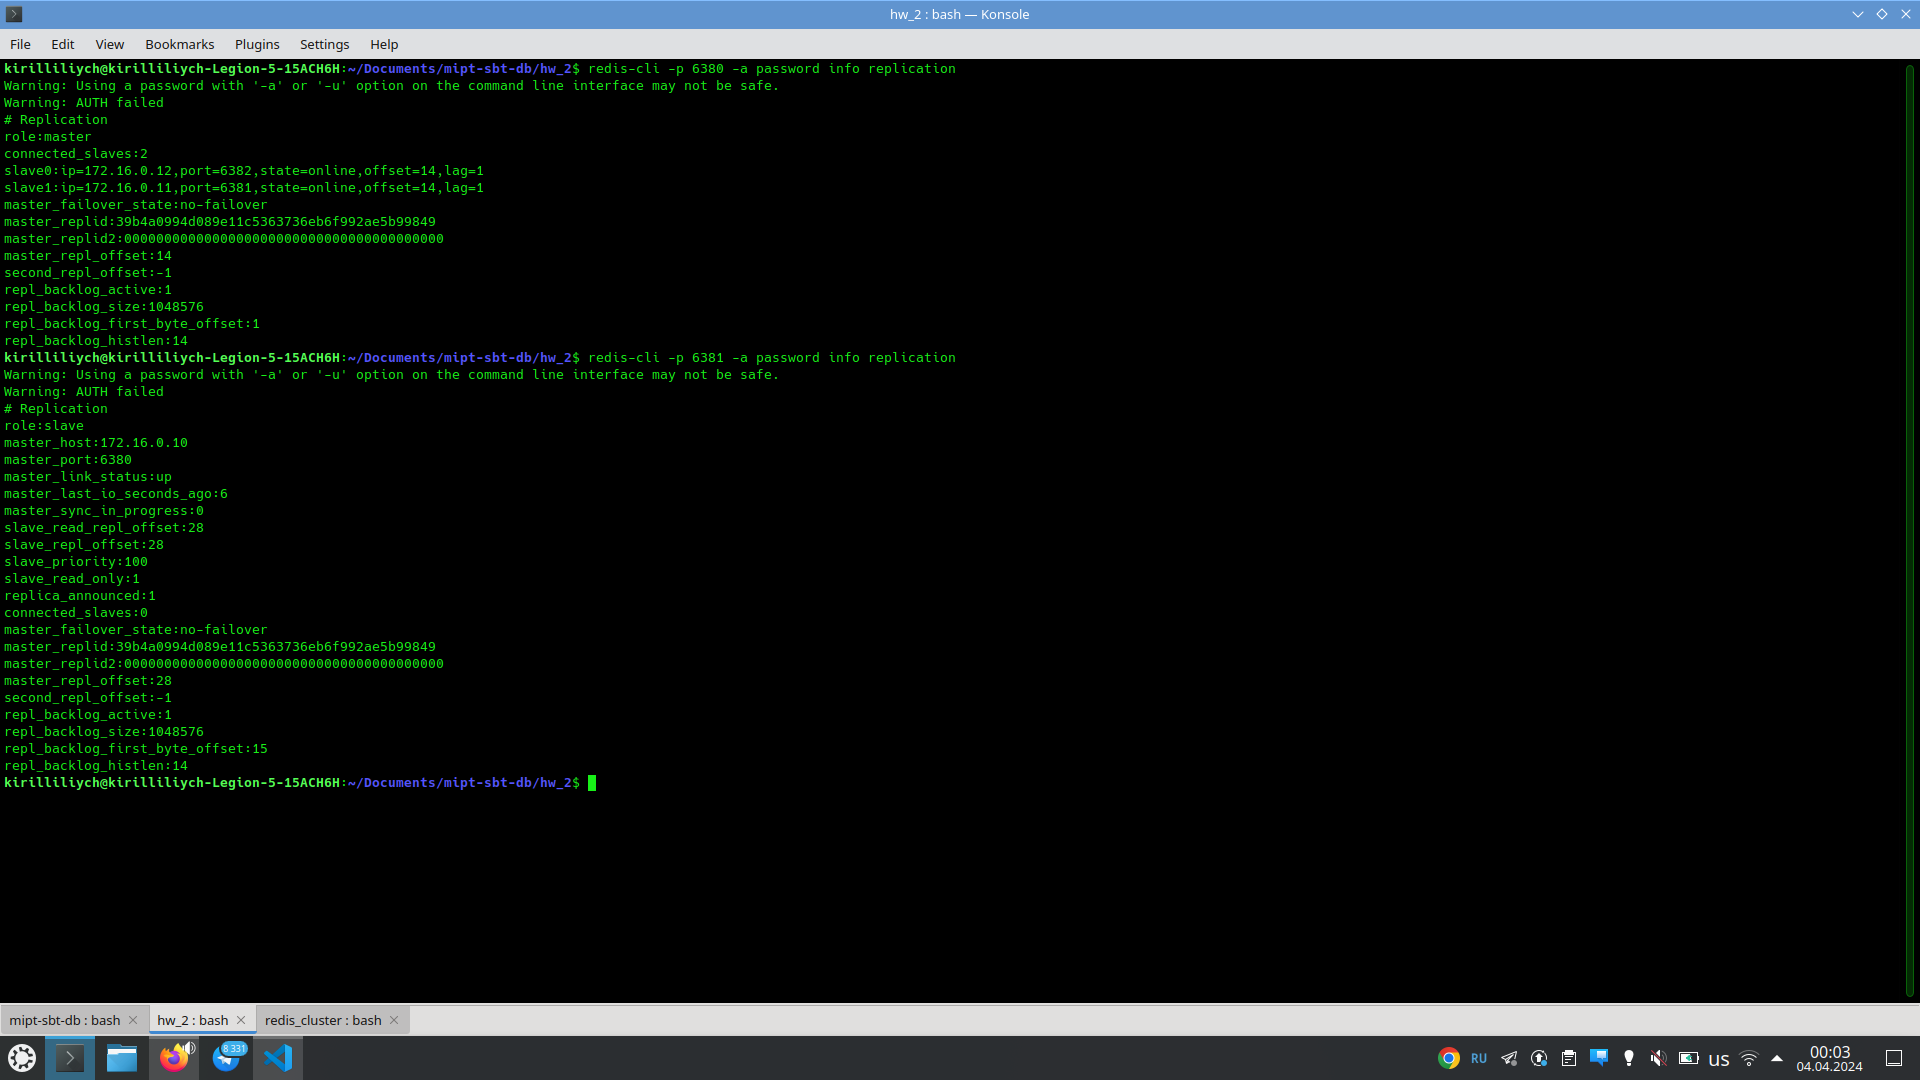 hw_2 : bash — Konsole
File Edit View Bookmarks Plugins Settings Help
kirilliliych@kirilliliych-Legion-5-15ACH6H:~/Documents/mipt-sbt-db/hw_2$ redis-cli -p 6380 -a password info replication
Warning: Using a password with '-a' or '-u' option on the command line interface may not be safe.
Warning: AUTH failed
# Replication
role:master
connected_slaves:2
slave0:ip=172.16.0.12,port=6382,state=online,offset=14,lag=1
slave1:ip=172.16.0.11,port=6381,state=online,offset=14,lag=1
master_failover_state:no-failover
master_replid:39b4a0994d089e11c5363736eb6f992ae5b99849
master_replid2:0000000000000000000000000000000000000000
master_repl_offset:14
second_repl_offset:-1
repl_backlog_active:1
repl_backlog_size:1048576
repl_backlog_first_byte_offset:1
repl_backlog_histlen:14
kirilliliych@kirilliliych-Legion-5-15ACH6H:~/Documents/mipt-sbt-db/hw_2$ redis-cli -p 6381 -a password info replication
Warning: Using a password with '-a' or '-u' option on the command line interface may not be safe.
Warning: AUTH failed
# Replication
role:slave
master_host:172.16.0.10
master_port:6380
master_link_status:up
master_last_io_seconds_ago:6
master_sync_in_progress:0
slave_read_repl_offset:28
slave_repl_offset:28
slave_priority:100
slave_read_only:1
replica_announced:1
connected_slaves:0
master_failover_state:no-failover
master_replid:39b4a0994d089e11c5363736eb6f992ae5b99849
master_replid2:0000000000000000000000000000000000000000
master_repl_offset:28
second_repl_offset:-1
repl_backlog_active:1
repl_backlog_size:1048576
repl_backlog_first_byte_offset:15
repl_backlog_histlen:14
kirilliliych@kirilliliych-Legion-5-15ACH6H:~/Documents/mipt-sbt-db/hw_2$
mipt-sbt-db : bash hw_2 : bash redis_cluster : bash
8 331
RU
us
00:03
04.04.2024